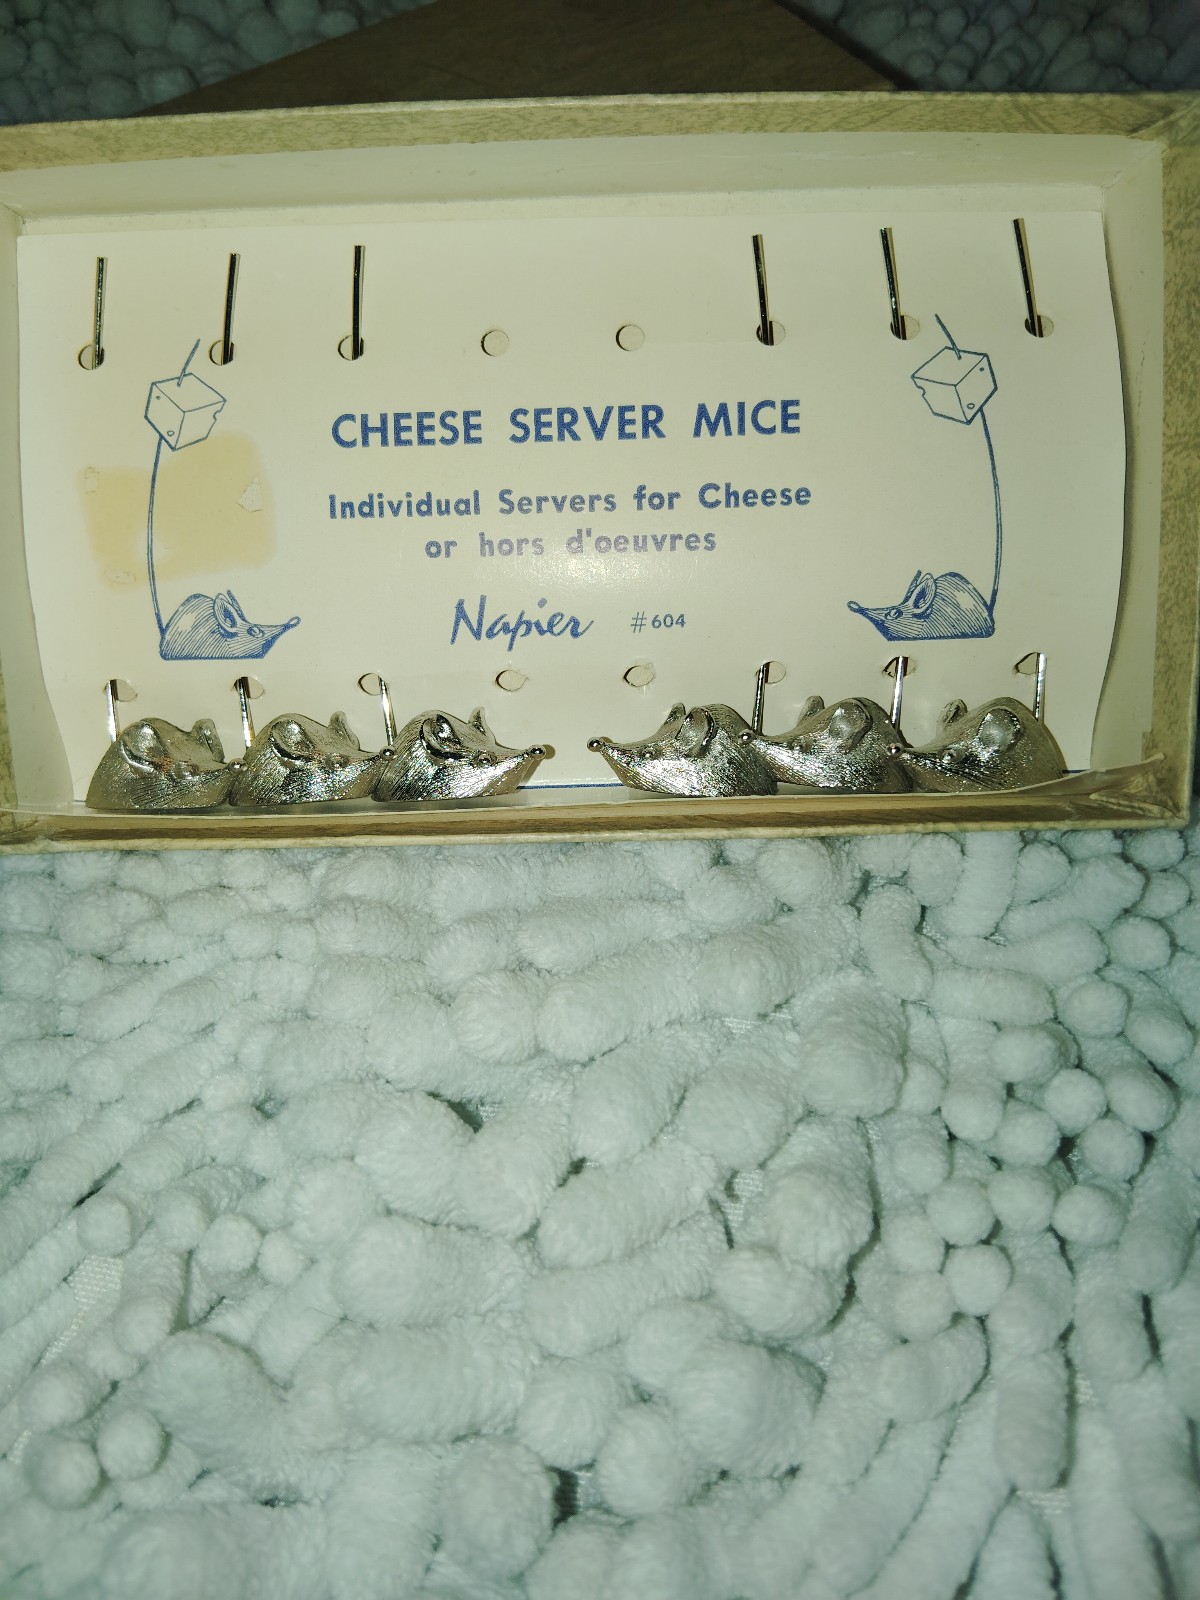 CHEESE SERVER MICE
Individual Servers for Cheese
or hors d'oeuvres
Napier #604